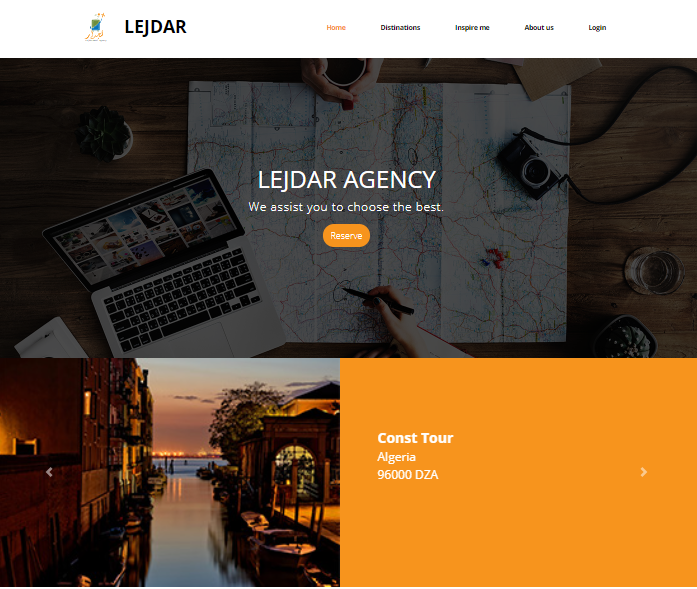 LEJDAR
Home Distinations Inspire me About us Login
LEJDAR AGENCY
We assist you to choose the best.
Reserve
Const Tour
Algeria
96000 DZA